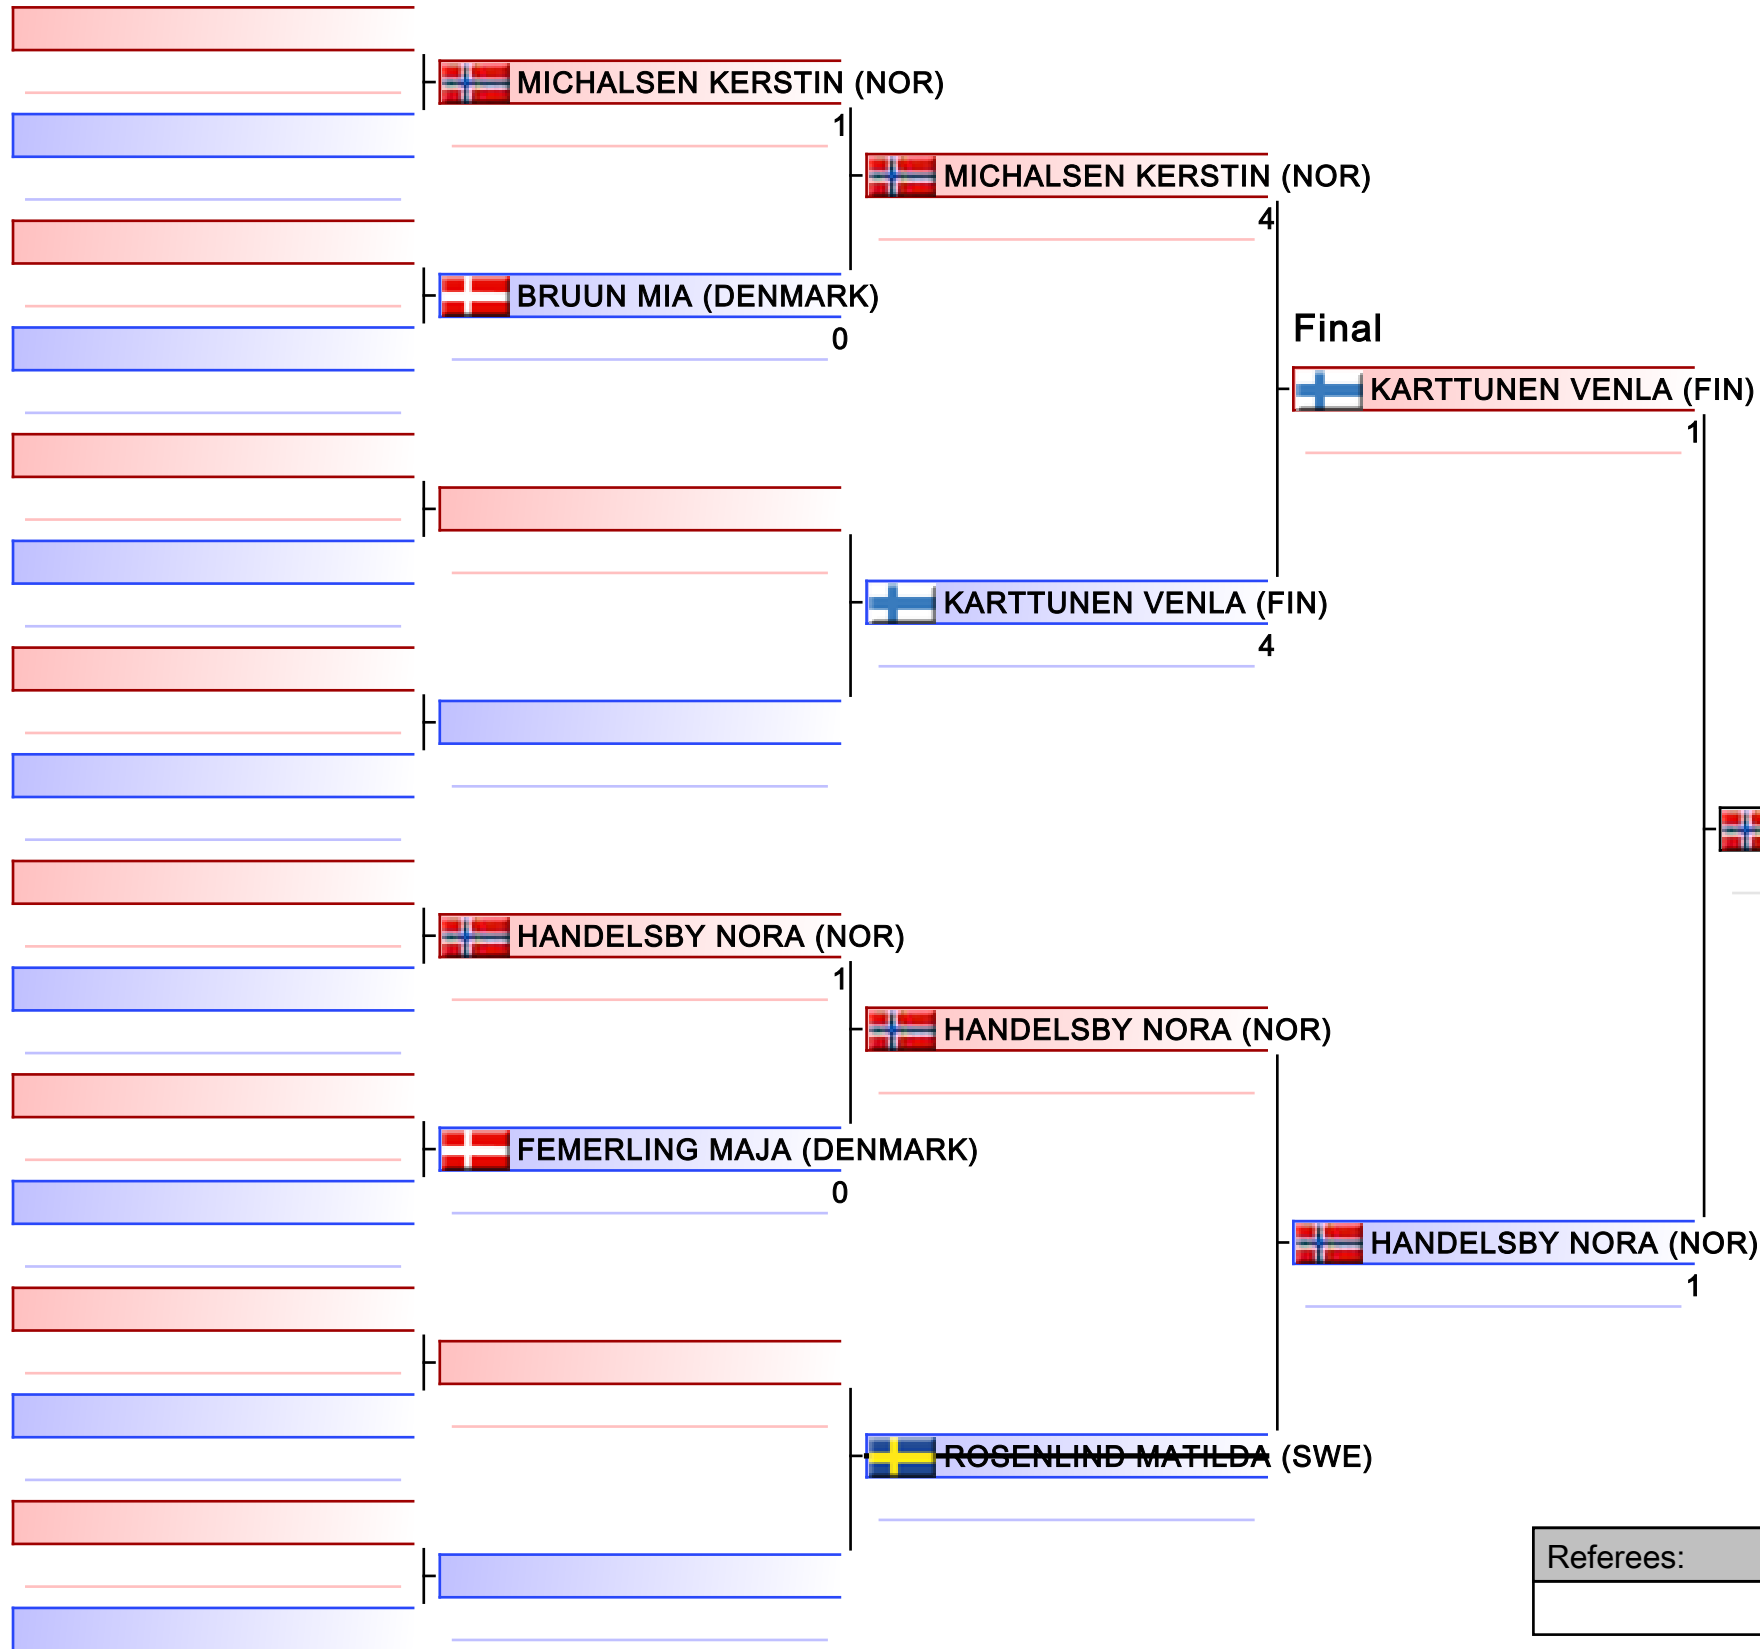 MICHALSEN KERSTIN (NOR)
1
MICHALSEN KERSTIN (NOR)
4
BRUUN MIA (DENMARK)
0
Final
KARTTUNEN VENLA (FIN)
1
KARTTUNEN VENLA (FIN)
4
HANDELSBY NORA (NOR)
1
HANDELSBY NORA (NOR)
FEMERLING MAJA (DENMARK)
0
HANDELSBY NORA (NOR)
1
ROSENLIND MATILDA (SWE)
Referees: